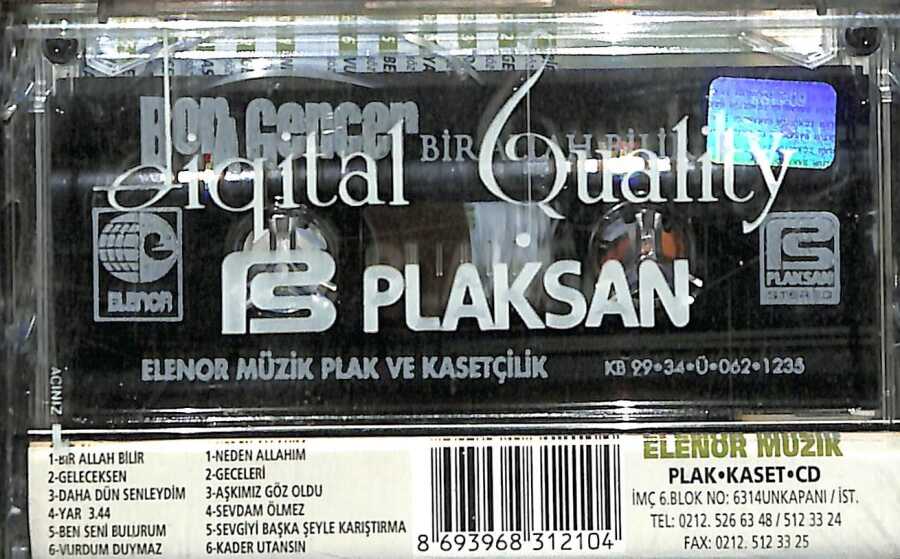 Gencer BİR ALLAH BİLİR
Digital Quality
ELENOR
PLAKSAN
PLAKSAN
STEREO
ELENOR MÜZİK PLAK VE KASETÇİLİK
KB 99•34•Ü•062•1235
AÇINIZ
1-BİR ALLAH BİLİR
2-GELECEKSEN
3-DAHA DÜN SENLEYDİM
4-YAR 3.44
5-BEN SENİ BULURUM
6-VURDUM DUYMAZ
1-NEDEN ALLAHIM
2-GECELERİ
3-AŞKIMIZ GÖZ OLDU
4-SEVDAM ÖLMEZ
5-SEVGİYİ BAŞKA ŞEYLE KARIŞTIRMA
6-KADER UTANSIN
8 693968 312104
ELENOR MÜZİK
PLAK•KASET•CD
İMÇ 6.BLOK NO: 6314UNKAPANI / İST.
TEL: 0212. 526 63 48 / 512 33 24
FAX: 0212. 512 33 25